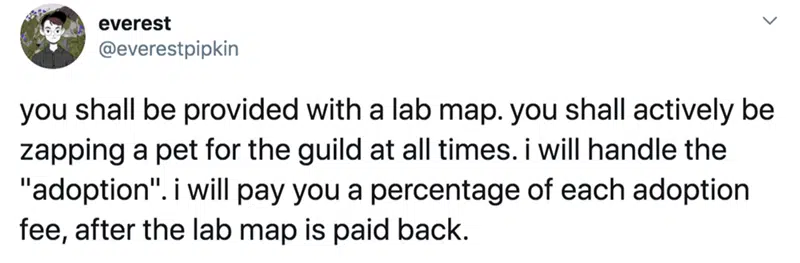 everest
@everestpipkin
you shall be provided with a lab map. you shall actively be
zapping a pet for the guild at all times. i will handle the
"adoption". i will pay you a percentage of each adoption
fee, after the lab map is paid back.